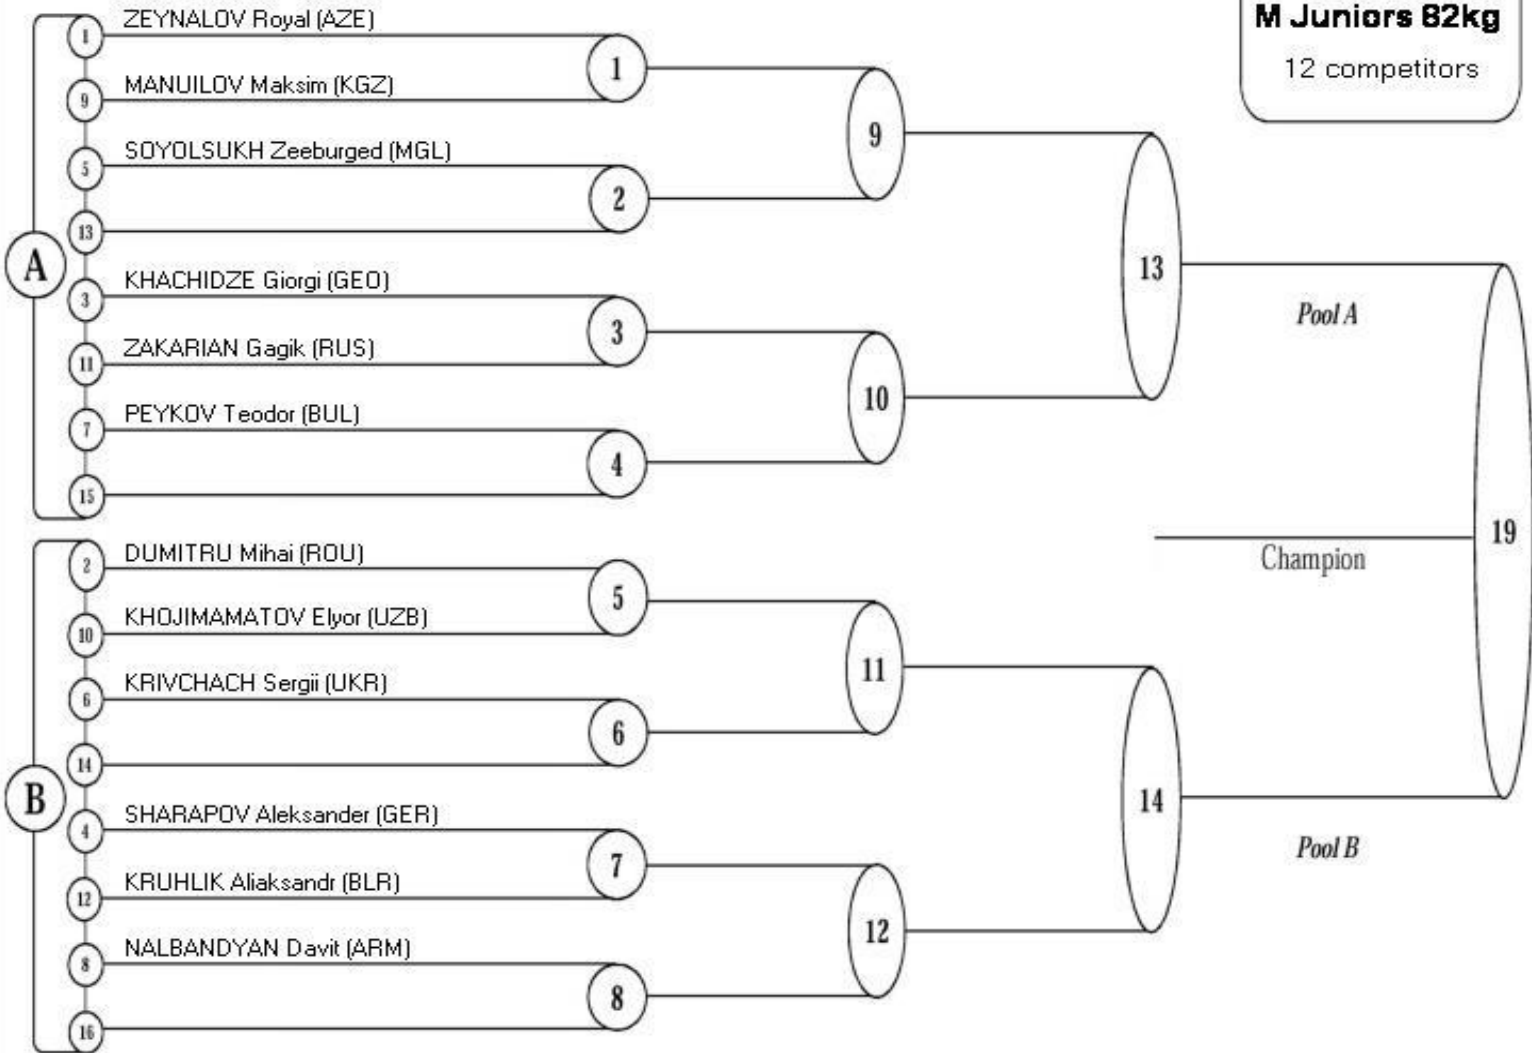 M Juniors 82kg
12 competitors
A
1 ZEYNALOV Royal (AZE)
9 MANUILOV Maksim (KGZ)
5 SOYOLSUKH Zeeburged (MGL)
13
3 KHACHIDZE Giorgi (GEO)
11 ZAKARIAN Gagik (RUS)
7 PEYKOV Teodor (BUL)
15
B
2 DUMITRU Mihai (ROU)
10 KHOJIMAMATOV Elyor (UZB)
6 KRIVCHACH Sergii (UKR)
14
4 SHARAPOV Aleksander (GER)
12 KRUHLIK Aliaksandr (BLR)
8 NALBANDYAN Davit (ARM)
16
1
2
3
4
5
6
7
8
9
10
11
12
13
14
Pool A
Champion
Pool B
19